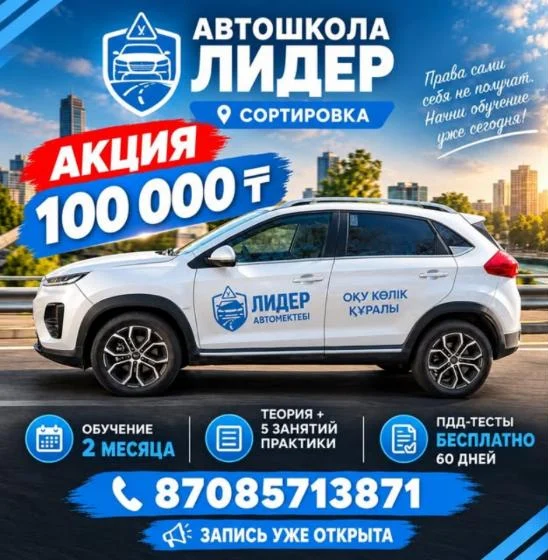 АВТОШКОЛА
ЛИДЕР
СОРТИРОВКА
Права сами
себя не получат.
Начни обучение
уже сегодня!
АКЦИЯ
100 000 ₸
ЛИДЕР
АВТОМЕКТЕБІ
ОҚУ КӨЛІК
ҚҰРАЛЫ
ОБУЧЕНИЕ
2 МЕСЯЦА
ТЕОРИЯ +
5 ЗАНЯТИЙ
ПРАКТИКИ
ПДД-ТЕСТЫ
БЕСПЛАТНО
60 ДНЕЙ
87085713871
ЗАПИСЬ УЖЕ ОТКРЫТА